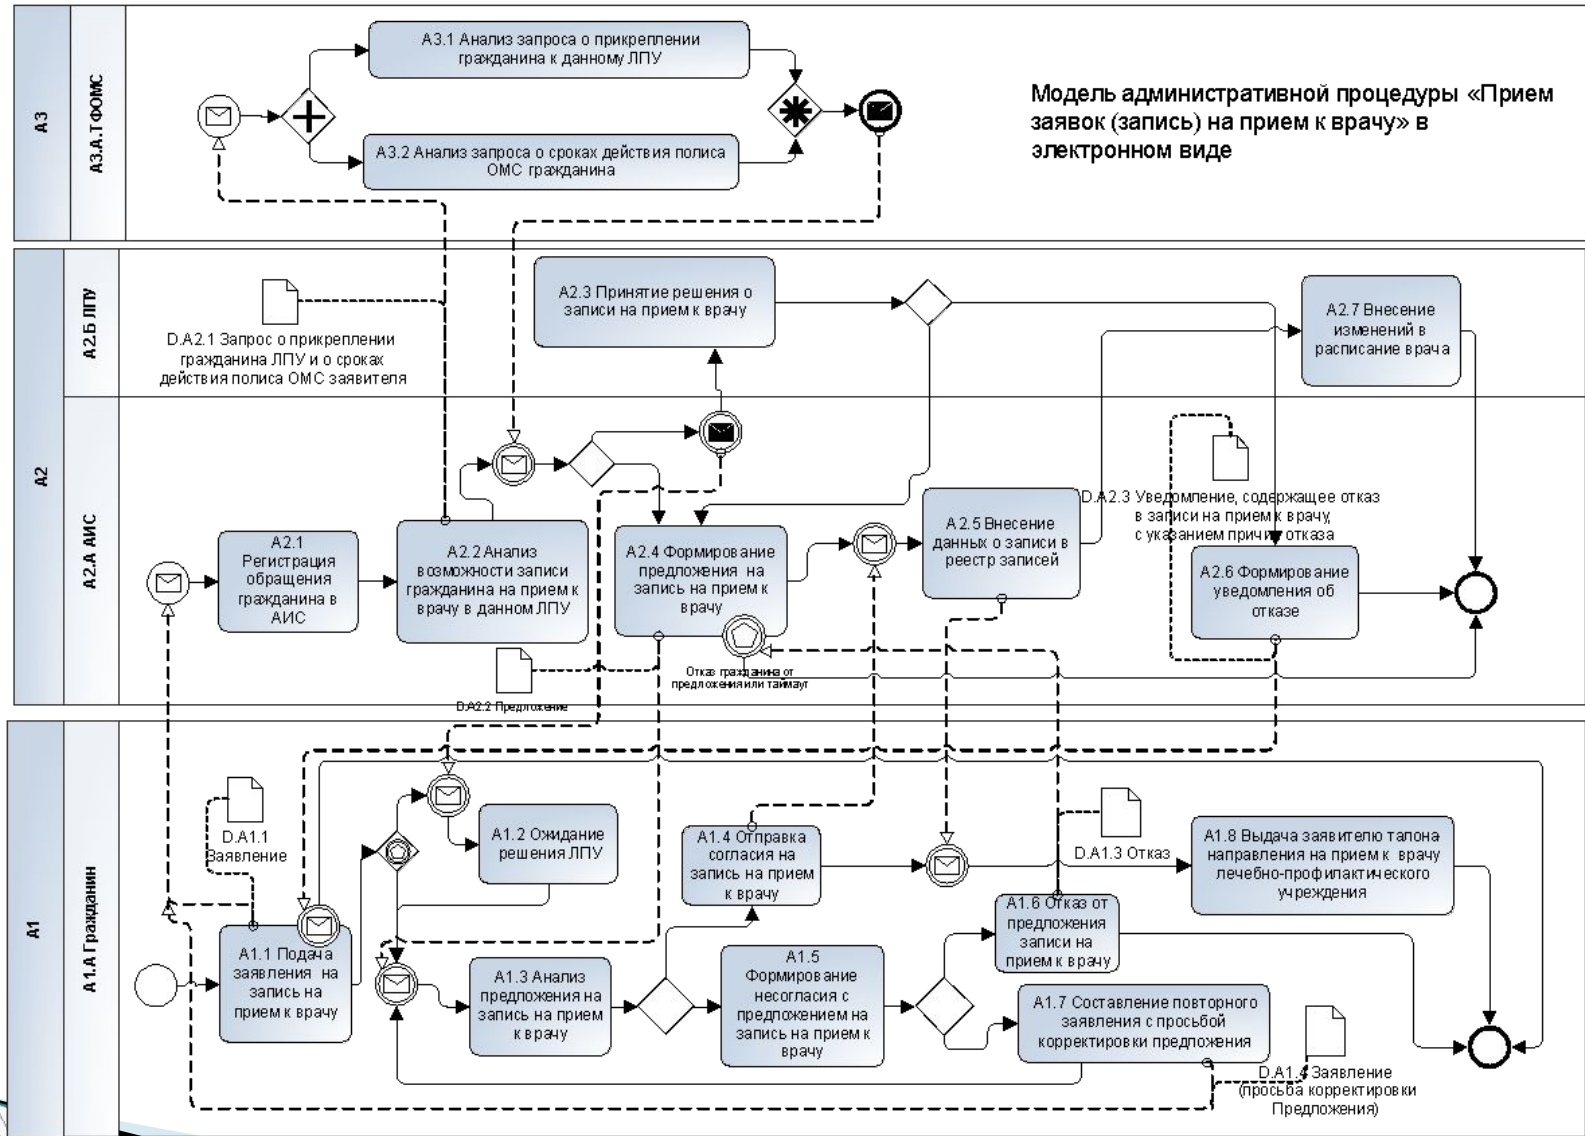 А3
А3.А.ТФОМС
А3.1 Анализ запроса о прикреплении
гражданина к данному ЛПУ
А3.2 Анализ запроса о сроках действия полиса
ОМС гражданина
Модель административной процедуры «Прием
заявок (запись) на прием к врачу» в
электронном виде
А2
А2.Б ЛПУ
D.А2.1 Запрос о прикреплении
гражданина ЛПУ и о сроках
действия полиса ОМС заявителя
А2.3 Принятие решения о
записи на прием к врачу
А2.7 Внесение
изменений в
расписание врача
А2.А АИС
А2.1
Регистрация
обращения
гражданина в
АИС
А2.2 Анализ
возможности записи
гражданина на прием к
врачу в данном ЛПУ
А2.4 Формирование
предложения на
запись на прием к
врачу
Отказ гражданина от
предложения или таймаут
D.А2.2 Предложение
А2.5 Внесение
данных о записи в
реестр записей
D.А2.3 Уведомление, содержащее отказ
в записи на прием к врачу,
с указанием причин отказа
А2.6 Формирование
уведомления об
отказе
А1
А1.А Гражданин
D.А1.1
Заявление
А1.1 Подача
заявления на
запись на
прием к врачу
А1.2 Ожидание
решения ЛПУ
А1.3 Анализ
предложения на
запись на прием
к врачу
А1.4 Отправка
согласия на
запись на прием
к врачу
А1.5
Формирование
несогласия с
предложением на
запись на прием к
врачу
D.А1.3 Отказ
А1.6 Отказ от
предложения
записи на
прием к врачу
А1.7 Составление повторного
заявления с просьбой
корректировки предложения
А1.8 Выдача заявителю талона
направления на прием к врачу
лечебно-профилактического
учреждения
D.А1.4 Заявление
(просьба корректировки
Предложения)